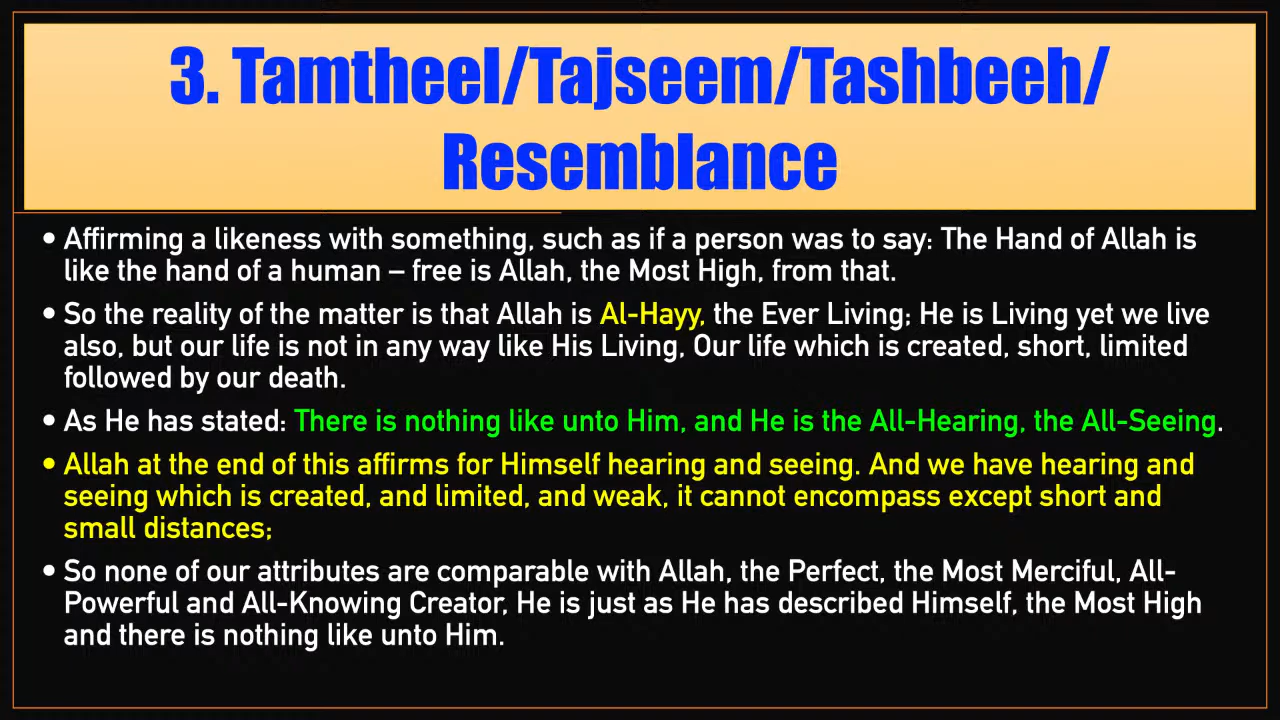 3. Tamtheel/Tajseem/Tashbeeh/
Resemblance
• Affirming a likeness with something, such as if a person was to say: The Hand of Allah is
like the hand of a human – free is Allah, the Most High, from that.
• So the reality of the matter is that Allah is Al-Hayy, the Ever Living; He is Living yet we live
also, but our life is not in any way like His Living, Our life which is created, short, limited
followed by our death.
• As He has stated: There is nothing like unto Him, and He is the All-Hearing, the All-Seeing.
• Allah at the end of this affirms for Himself hearing and seeing. And we have hearing and
seeing which is created, and limited, and weak, it cannot encompass except short and
small distances;
• So none of our attributes are comparable with Allah, the Perfect, the Most Merciful, All-
Powerful and All-Knowing Creator, He is just as He has described Himself, the Most High
and there is nothing like unto Him.